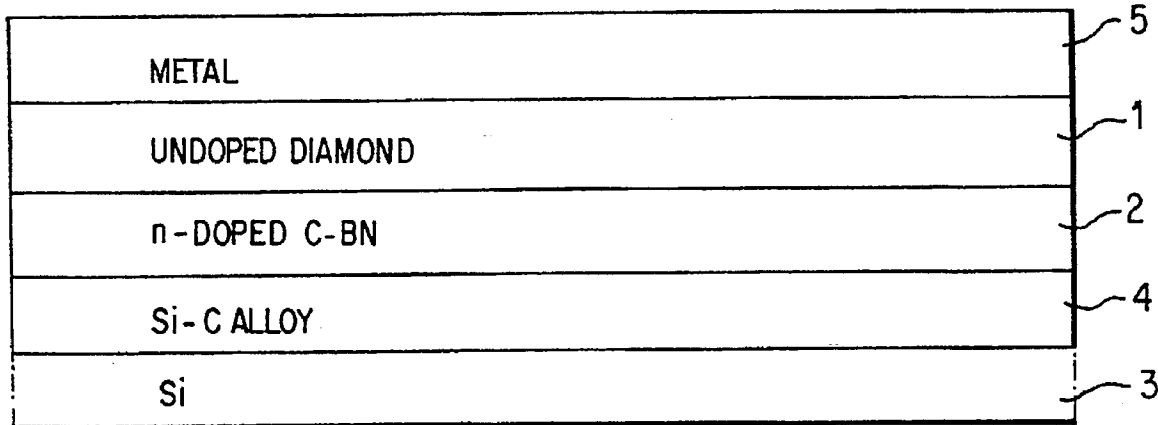 METAL 5
UNDOPED DIAMOND 1
n-DOPED C-BN 2
Si-C ALLOY 4
Si 3